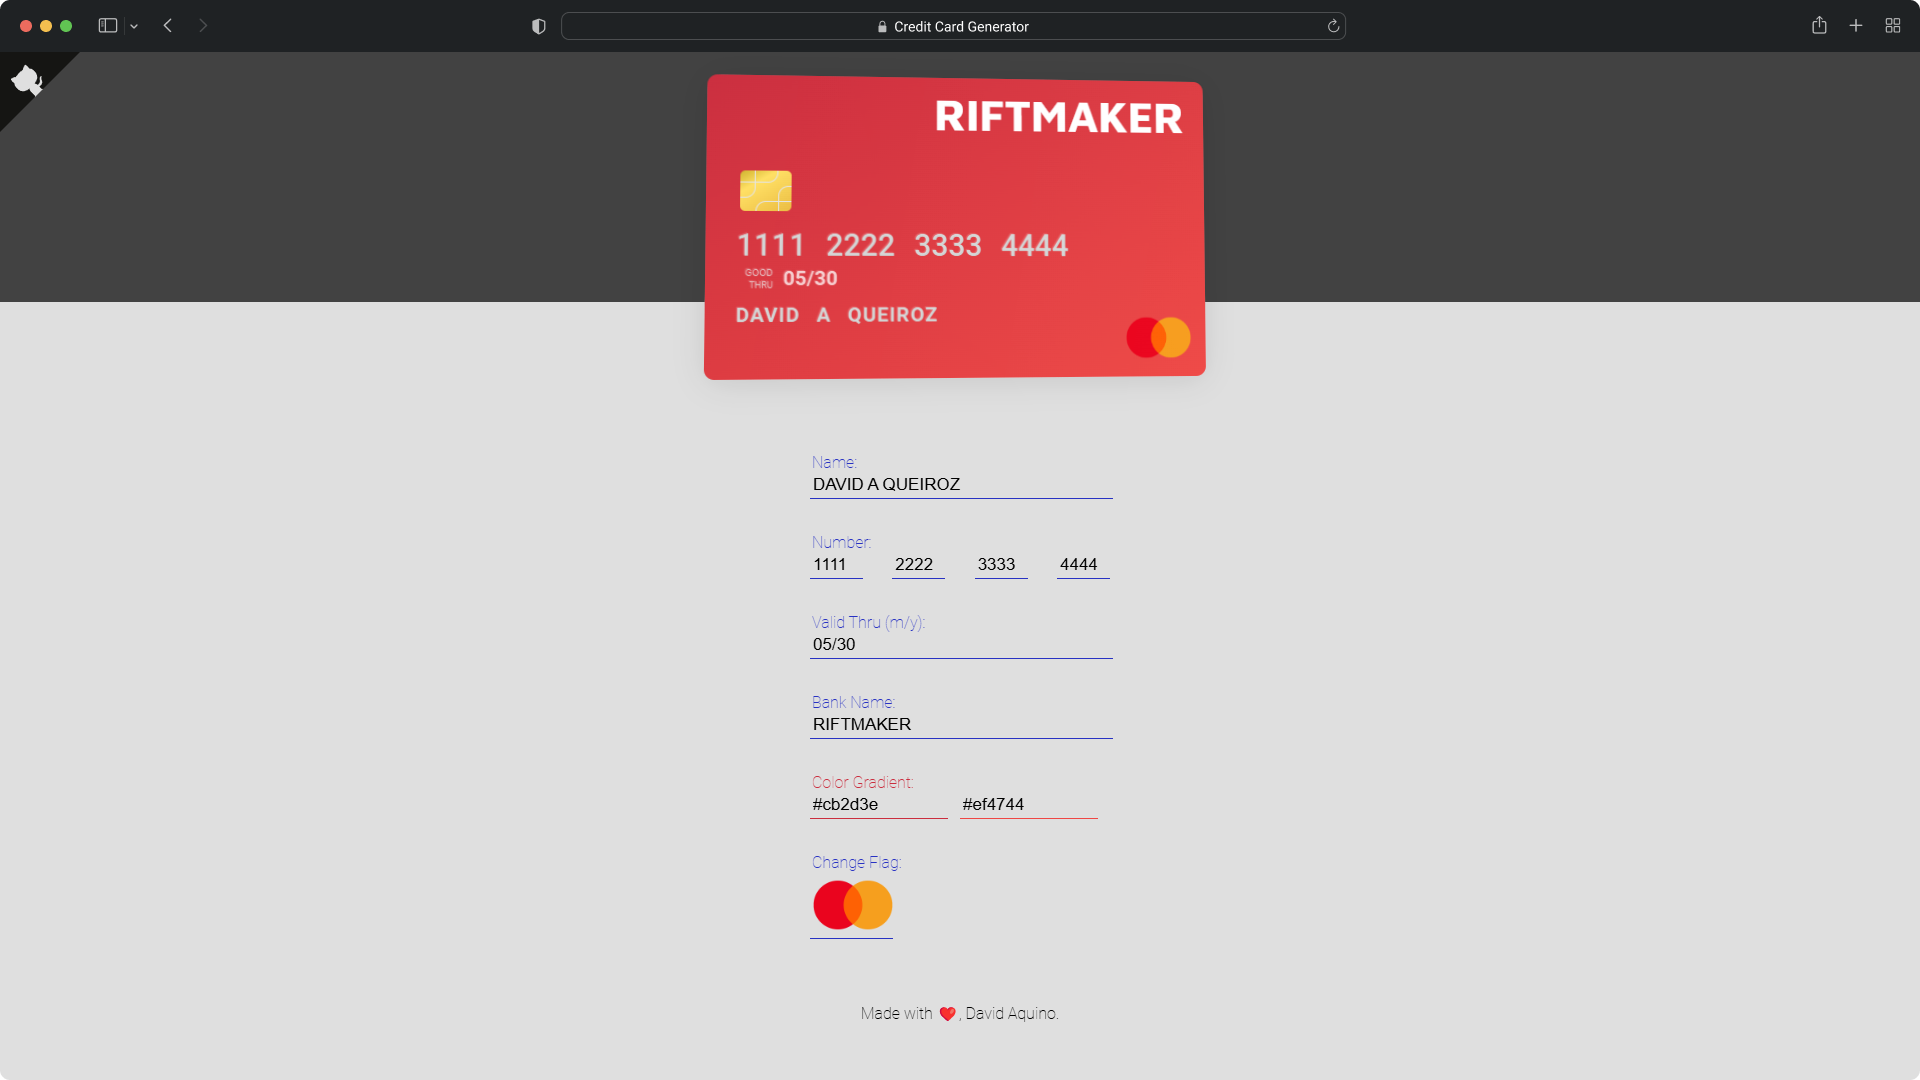 Credit Card Generator
RIFTMAKER
1111 2222 3333 4444
GOOD THRU 05/30
DAVID A QUEIROZ
Name:
DAVID A QUEIROZ
Number:
1111 2222 3333 4444
Valid Thru (m/y):
05/30
Bank Name:
RIFTMAKER
Color Gradient:
#cb2d3e #ef4744
Change Flag:
Made with ❤️, David Aquino.